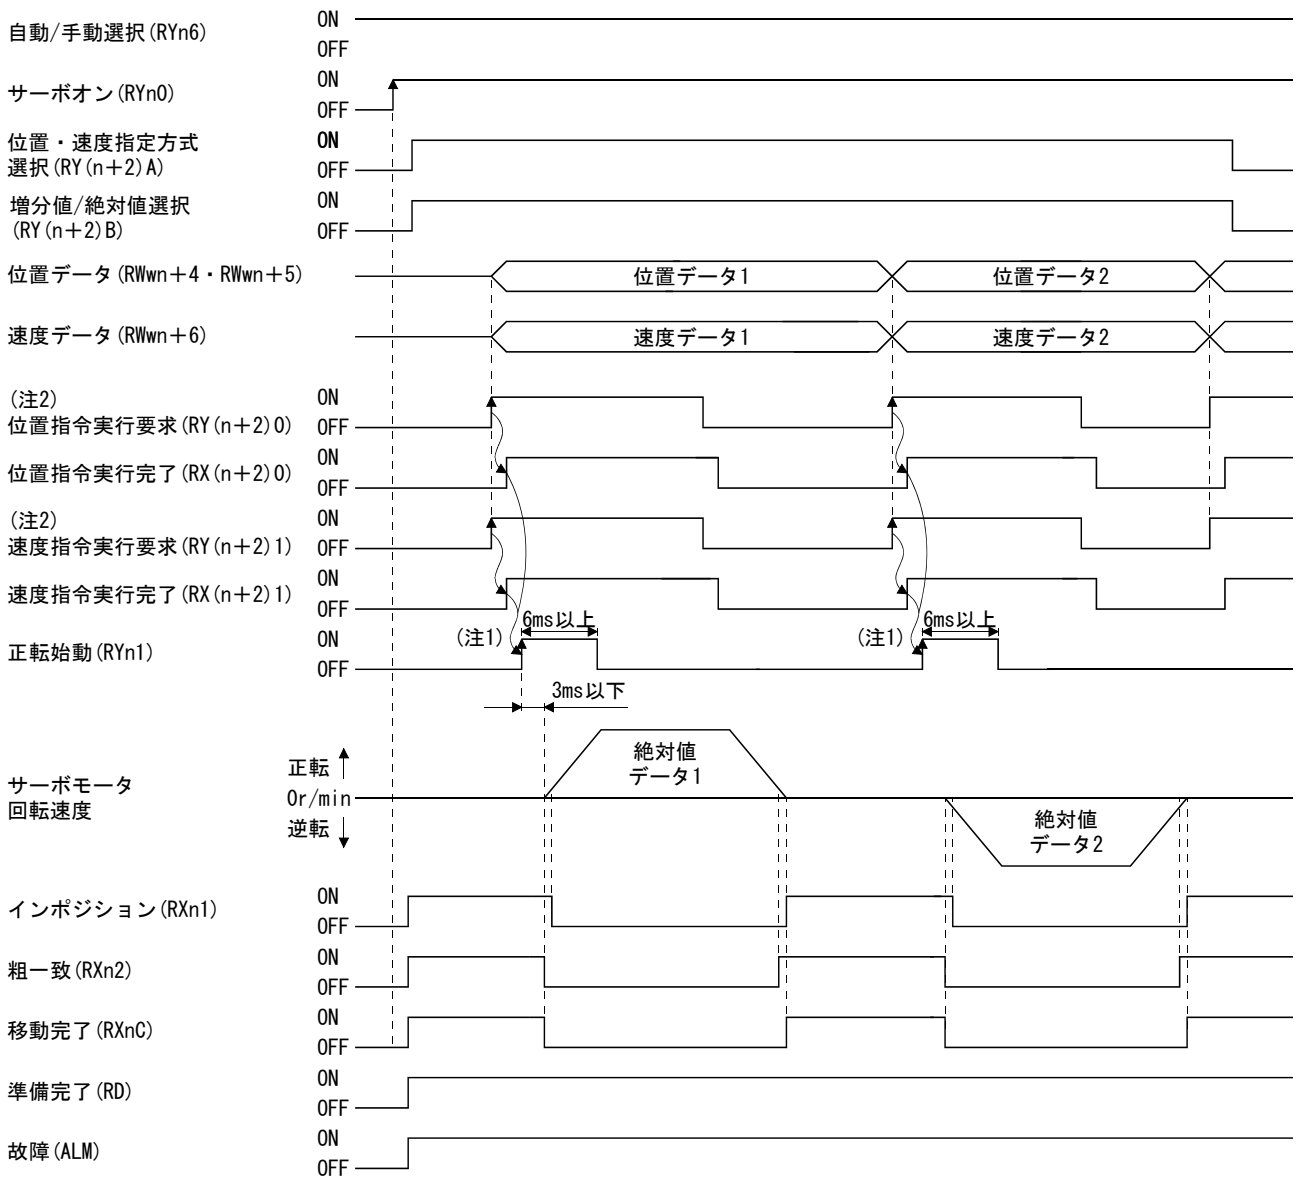 自動/手動選択(RYn6)
ON
OFF
サーボオン(RYn0)
ON
OFF
位置・速度指定方式
選択(RY(n+2)A)
ON
OFF
増分値/絶対値選択
(RY(n+2)B)
ON
OFF
位置データ(RWwn+4・RWwn+5)
位置データ1
位置データ2
速度データ(RWwn+6)
速度データ1
速度データ2
(注2)
位置指令実行要求(RY(n+2)0)
ON
OFF
位置指令実行完了(RX(n+2)0)
ON
OFF
(注2)
速度指令実行要求(RY(n+2)1)
ON
OFF
速度指令実行完了(RX(n+2)1)
ON
OFF
正転始動(RYn1)
ON
OFF
(注1)
6ms以上
(注1)
6ms以上
3ms以下
サーボモータ
回転速度
正転
0r/min
逆転
絶対値
データ1
絶対値
データ2
インポジション(RXn1)
ON
OFF
粗一致(RXn2)
ON
OFF
移動完了(RXnC)
ON
OFF
準備完了(RD)
ON
OFF
故障(ALM)
ON
OFF